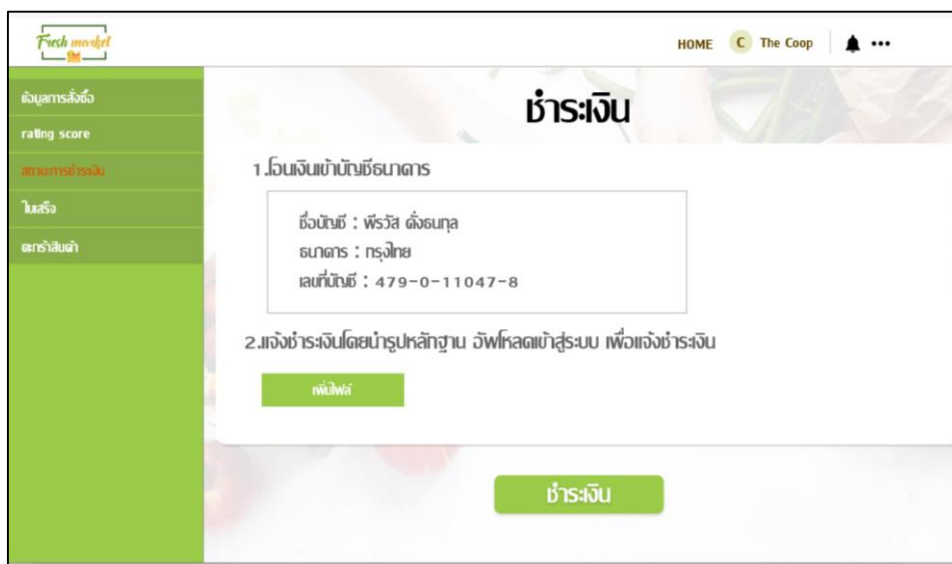 Fresh market
HOME C The Coop
ข้อมูลการสั่งซื้อ
rating score
สถานะการชำระเงิน
ใบเสร็จ
ตะกร้าสินค้า
ชำระเงิน
1.โอนเงินเข้าบัญชีธนาคาร
ชื่อบัญชี : พีรวัส ตั่งธนกุล
ธนาคาร : กรุงไทย
เลขที่บัญชี : 479-0-11047-8
2.แจ้งชำระเงินโดยนำรูปหลักฐาน อัพโหลดเข้าสู่ระบบ เพื่อแจ้งชำระเงิน
เพิ่มไฟล์
ชำระเงิน